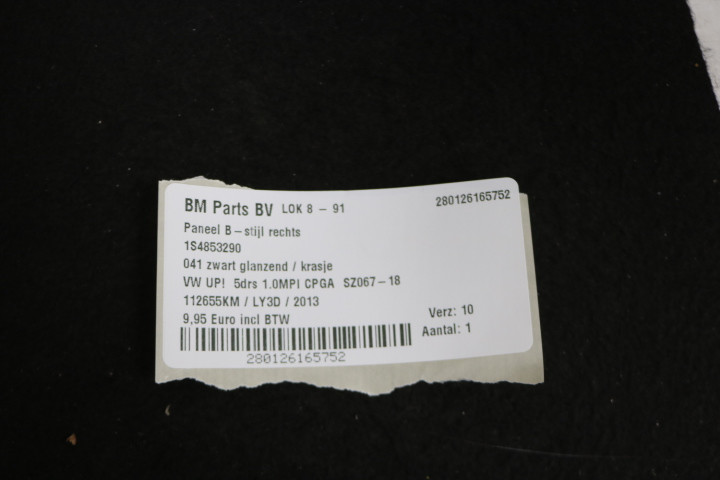 BM Parts BV LOK 8 - 91 280126165752
Paneel B-stijl rechts
1S4853290
041 zwart glanzend / krasje
VW UP! 5drs 1.0MPI CPGA SZ067-18
112655KM / LY3D / 2013
9,95 Euro incl BTW
Verz: 10
Aantal: 1
280126165752